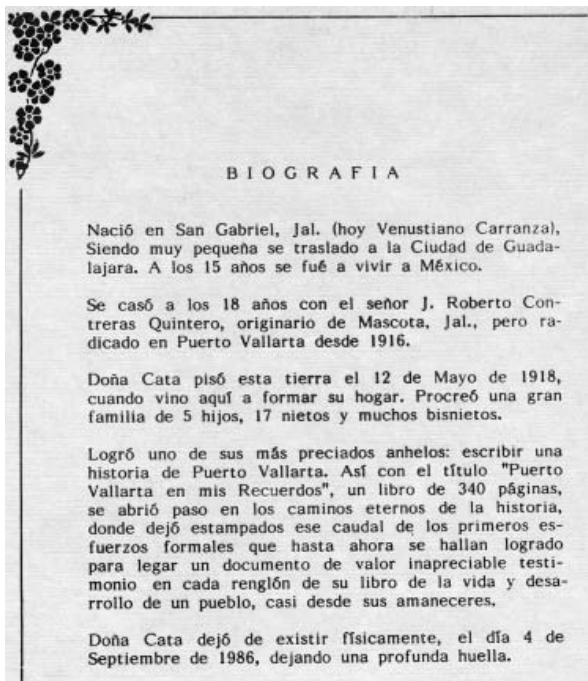 BIOGRAFIA
Nació en San Gabriel, Jal. (hoy Venustiano Carranza),
Siendo muy pequeña se traslado a la Ciudad de Guada-
lajara. A los 15 años se fué a vivir a México.
Se casó a los 18 años con el señor J. Roberto Con-
treras Quintero, originario de Mascota, Jal., pero ra-
dicado en Puerto Vallarta desde 1916.
Doña Cata pisó esta tierra el 12 de Mayo de 1918,
cuando vino aquí a formar su hogar. Procreó una gran
familia de 5 hijos, 17 nietos y muchos bisnietos.
Logró uno de sus más preciados anhelos: escribir una
historia de Puerto Vallarta. Así con el título "Puerto
Vallarta en mis Recuerdos", un libro de 340 páginas,
se abrió paso en los caminos eternos de la historia,
donde dejó estampados ese caudal de los primeros es-
fuerzos formales que hasta ahora se hallan logrado
para legar un documento de valor inapreciable testi-
monio en cada renglón de su libro de la vida y desa-
rrollo de un pueblo, casi desde sus amaneceres.
Doña Cata dejó de existir físicamente, el día 4 de
Septiembre de 1986, dejando una profunda huella.